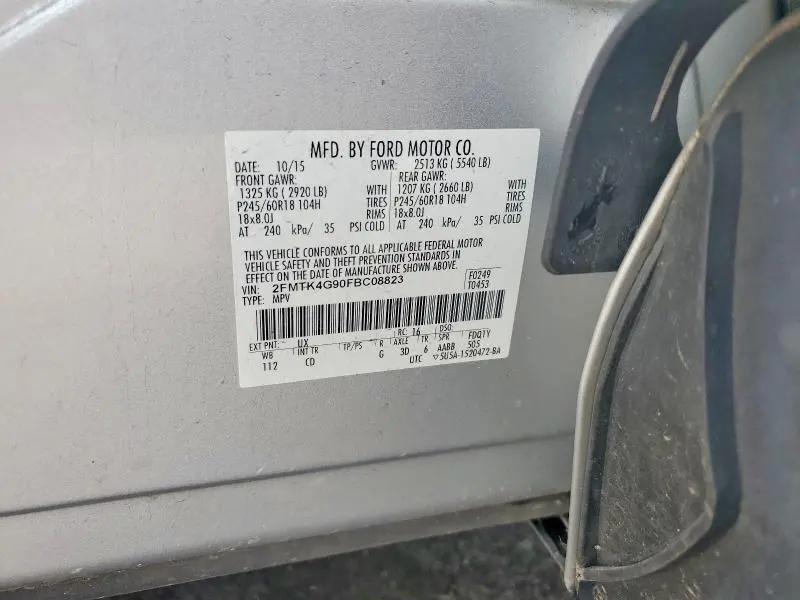 MFD. BY FORD MOTOR CO.
DATE: 10/15 GVWR: 2513 KG ( 5540 LB)
FRONT GAWR: REAR GAWR:
1325 KG ( 2920 LB) WITH 1207 KG ( 2660 LB) WITH
P245/60R18 104H TIRES P245/60R18 104H TIRES
18x8.0J RIMS 18x8.0J RIMS
AT 240 kPa/ 35 PSI COLD AT 240 kPa/ 35 PSI COLD
THIS VEHICLE CONFORMS TO ALL APPLICABLE FEDERAL MOTOR
VEHICLE SAFETY AND THEFT PREVENTION STANDARDS IN
EFFECT ON THE DATE OF MANUFACTURE SHOWN ABOVE.
VIN: 2FMTK4G90FBC08823 F0249
TYPE: MPV T0453
EXT PNT: UX RC: 16 DSO: FDQ1Y
WB INT TR TP/PS R AXLE TR SPR 505
112 CD G 3D 6 AABB
UTC ▽5U5A-1520472-BA